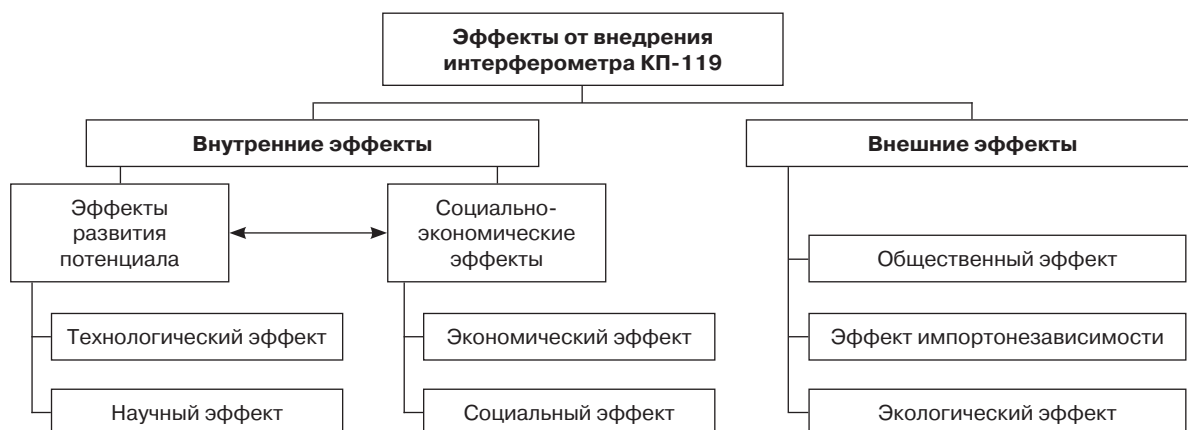 Эффекты от внедрения
интерферометра КП-119
Внутренние эффекты
Внешние эффекты
Эффекты
развития
потенциала
Социально-
экономические
эффекты
Общественный эффект
Технологический эффект
Экономический эффект
Эффект импортонезависимости
Научный эффект
Социальный эффект
Экологический эффект